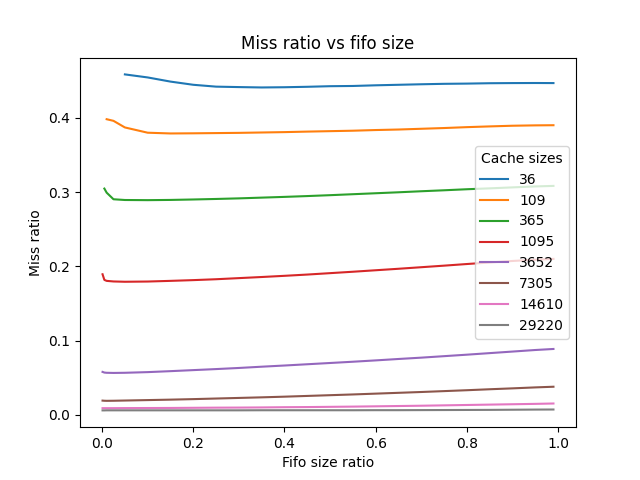 Miss ratio vs fifo size
Miss ratio
0.4
0.3
0.2
0.1
0.0
Cache sizes
36
109
365
1095
3652
7305
14610
29220
0.0 0.2 0.4 0.6 0.8 1.0
Fifo size ratio